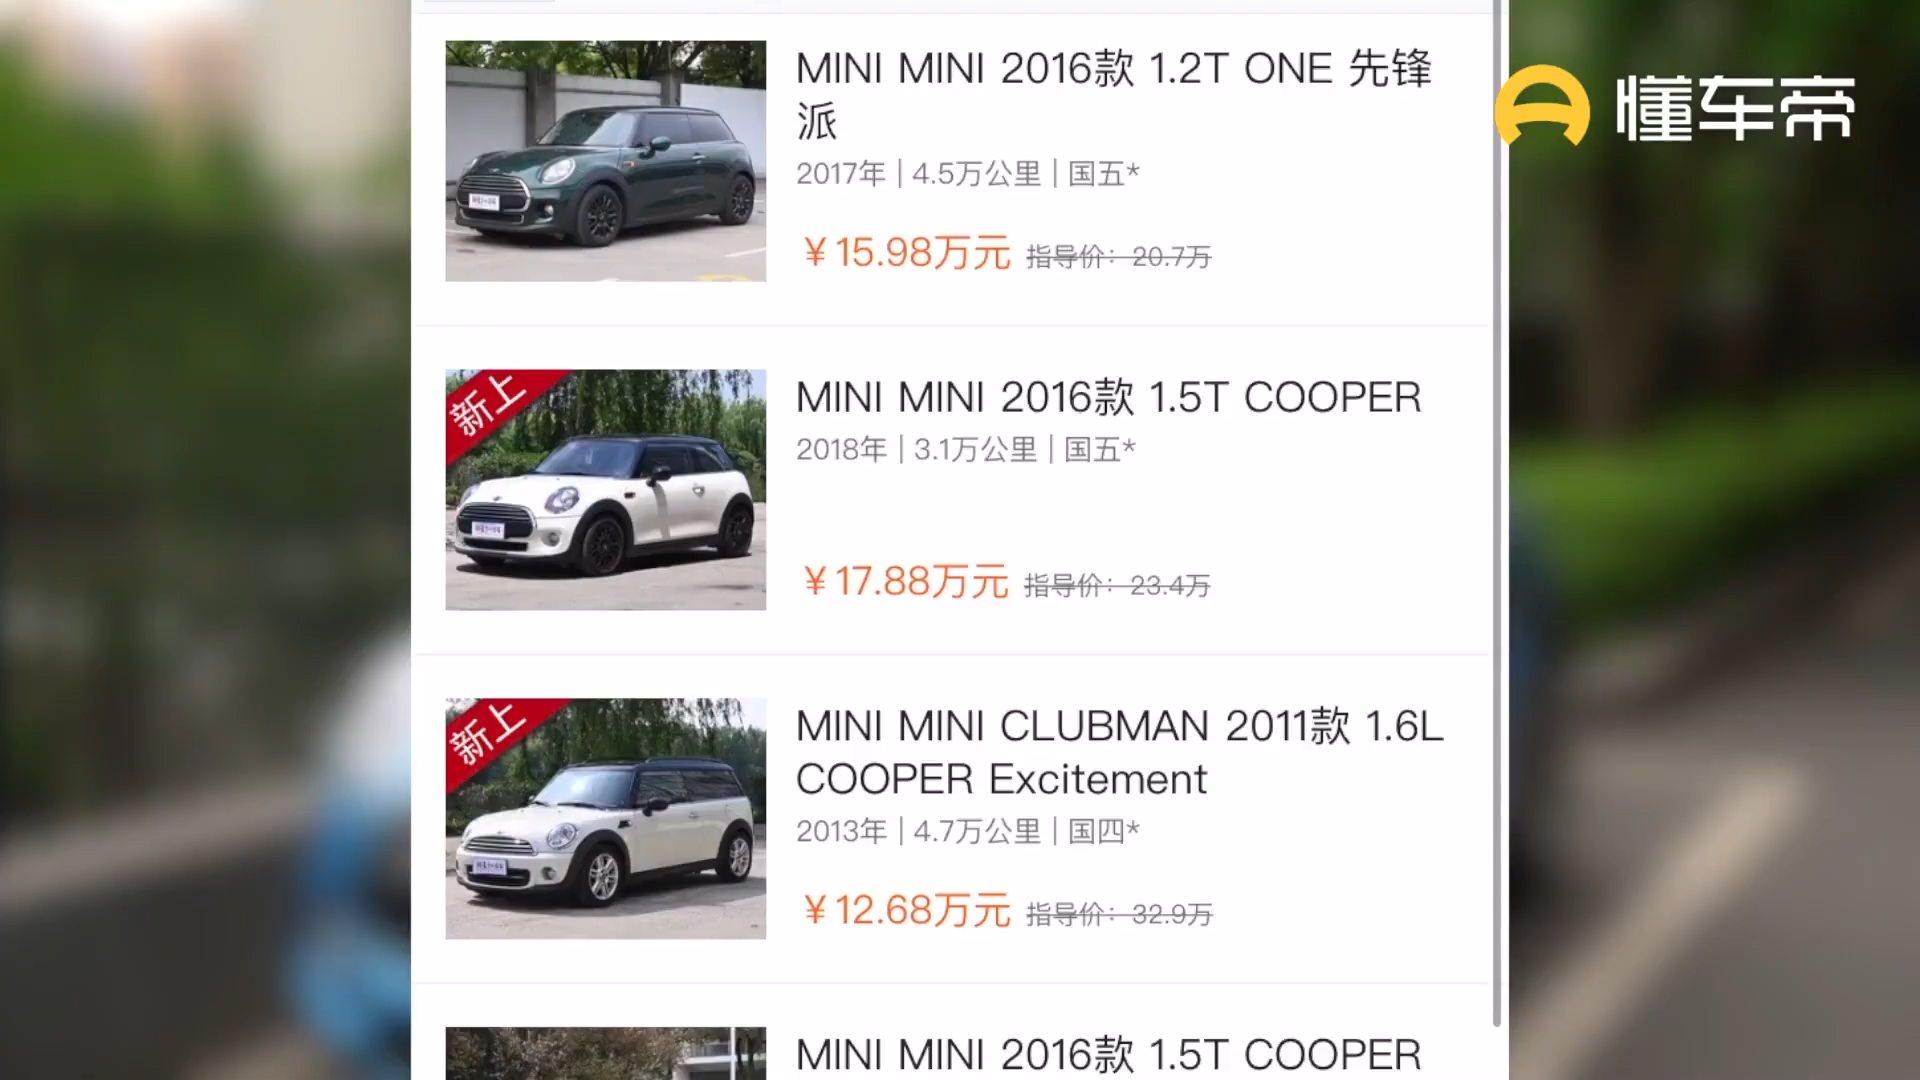 MINI MINI 2016款 1.2T ONE 先锋
派
2017年 | 4.5万公里 | 国五*
￥15.98万元 指导价：20.7万
懂车帝
新上
MINI MINI 2016款 1.5T COOPER
2018年 | 3.1万公里 | 国五*
￥17.88万元 指导价：23.4万
新上
MINI MINI CLUBMAN 2011款 1.6L
COOPER Excitement
2013年 | 4.7万公里 | 国四*
￥12.68万元 指导价：32.9万
MINI MINI 2016款 1.5T COOPER